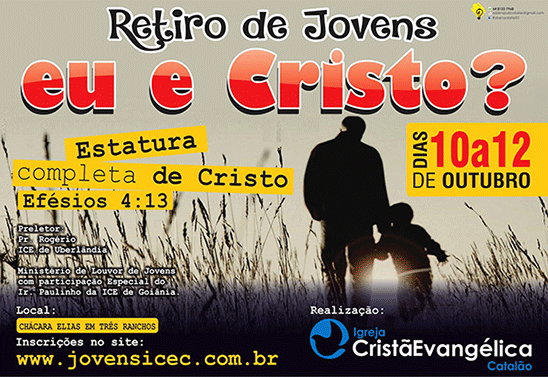 Retiro de Jovens
eu e Cristo?
Estatura
completa de Cristo
Efésios 4:13
DIAS
10a12
DE OUTUBRO
Preletor:
Pr. Rogério
ICE de Uberlândia
Ministério de Louvor de Jovens
com participação Especial do
Ir. Paulinho da ICE de Goiânia.
Local:
CHÁCARA ELIAS EM TRÊS RANCHOS
Inscrições no site:
www.jovensicec.com.br
Realização:
Igreja
CristãEvangélica
Catalão